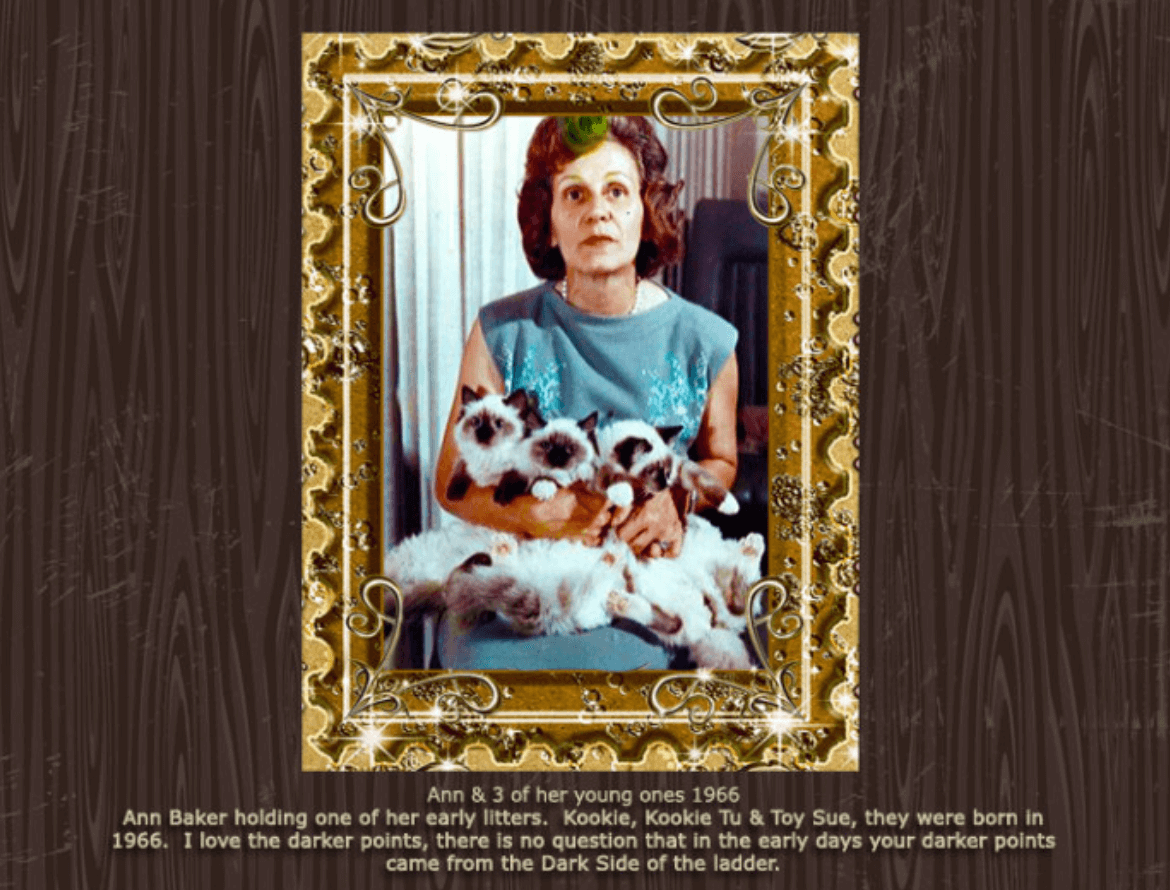 Ann & 3 of her young ones 1966
Ann Baker holding one of her early litters.  Kookie, Kookie Tu & Toy Sue, they were born in
1966.  I love the darker points, there is no question that in the early days your darker points
came from the Dark Side of the ladder.